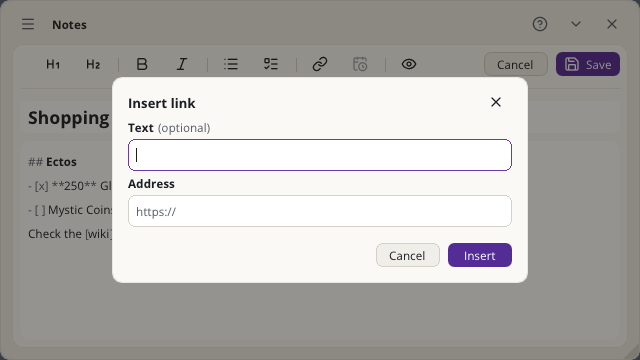 Notes
H1 H2 B I Cancel Save
Insert link
Text (optional)
Address
https://
Cancel Insert
Shopping
## Ectos
- [x] **250** Gl
- [ ] Mystic Coins
Check the [wiki]